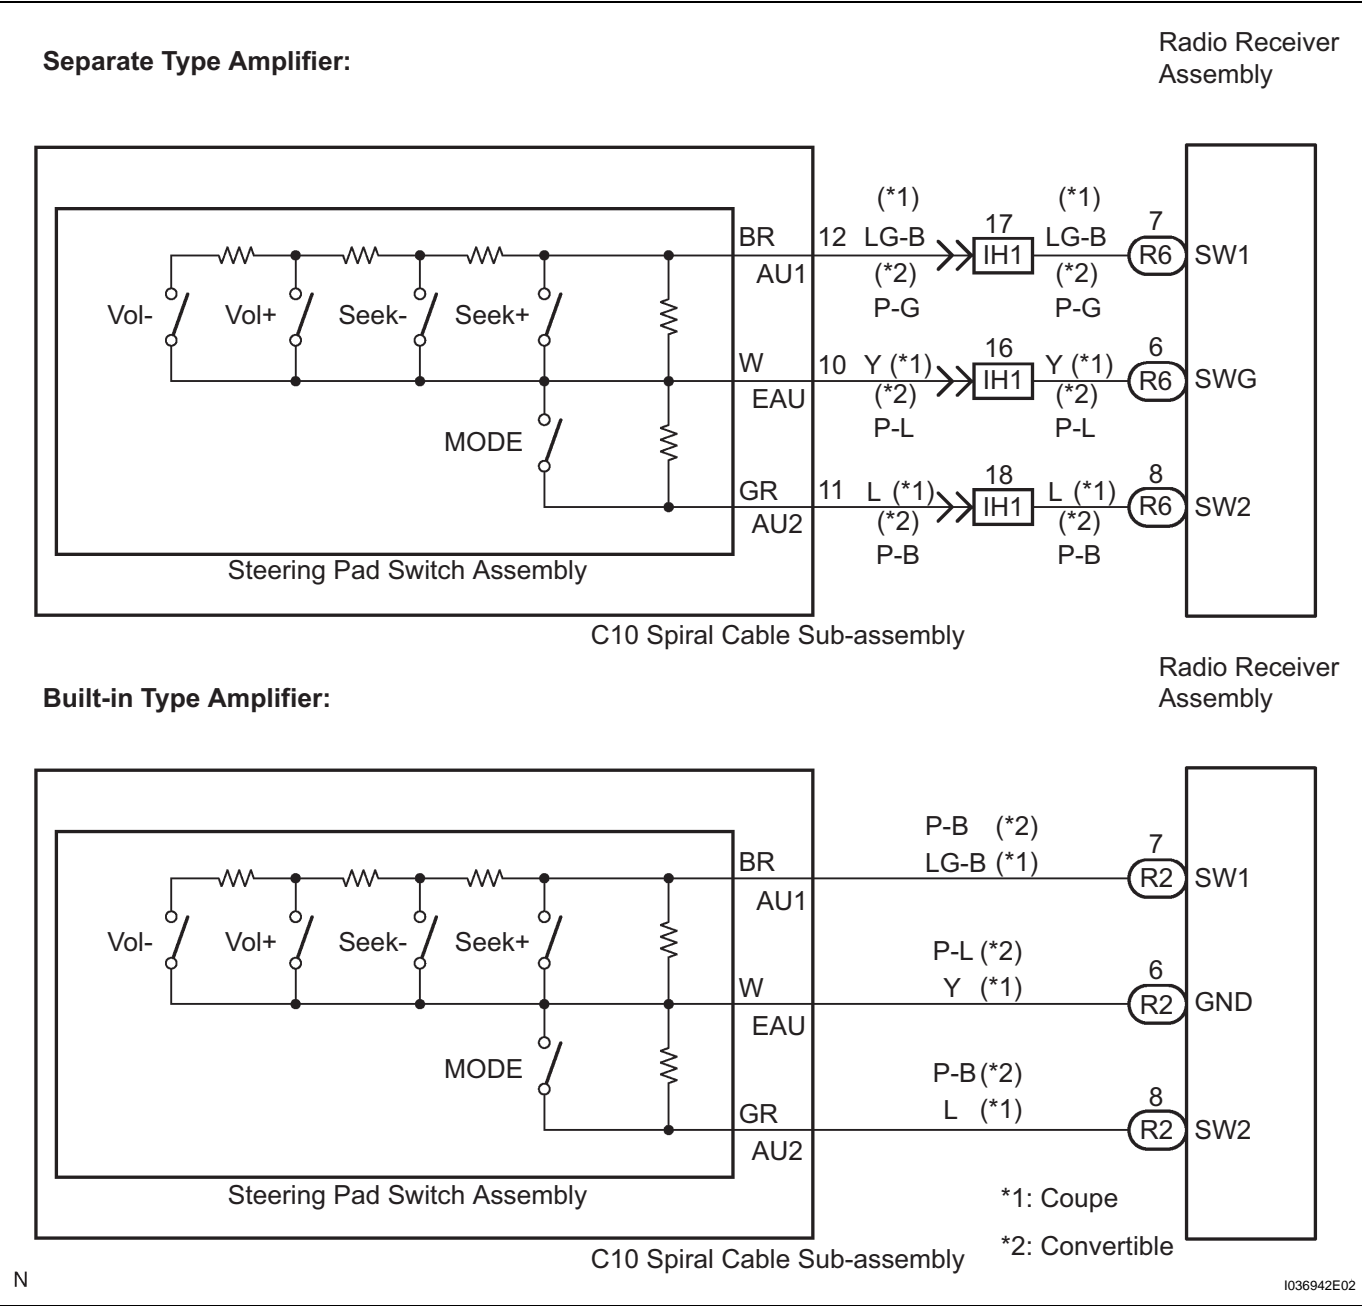 Separate Type Amplifier:
Radio Receiver
Assembly
(*1)
(*1)
BR
12
LG-B
17
IH1
LG-B
7
R6
SW1
AU1
(*2)
(*2)
P-G
P-G
Vol-
Vol+
Seek-
Seek+
W
10
Y (*1)
16
IH1
Y (*1)
6
R6
SWG
EAU
(*2)
(*2)
P-L
P-L
MODE
GR
11
L (*1)
18
IH1
L (*1)
8
R6
SW2
AU2
(*2)
(*2)
P-B
P-B
Steering Pad Switch Assembly
C10 Spiral Cable Sub-assembly
Built-in Type Amplifier:
Radio Receiver
Assembly
P-B (*2)
BR
LG-B (*1)
7
R2
SW1
AU1
Vol-
Vol+
Seek-
Seek+
P-L (*2)
W
Y (*1)
6
R2
GND
EAU
MODE
P-B (*2)
GR
L (*1)
8
R2
SW2
AU2
Steering Pad Switch Assembly
*1: Coupe
*2: Convertible
C10 Spiral Cable Sub-assembly
N
I036942E02